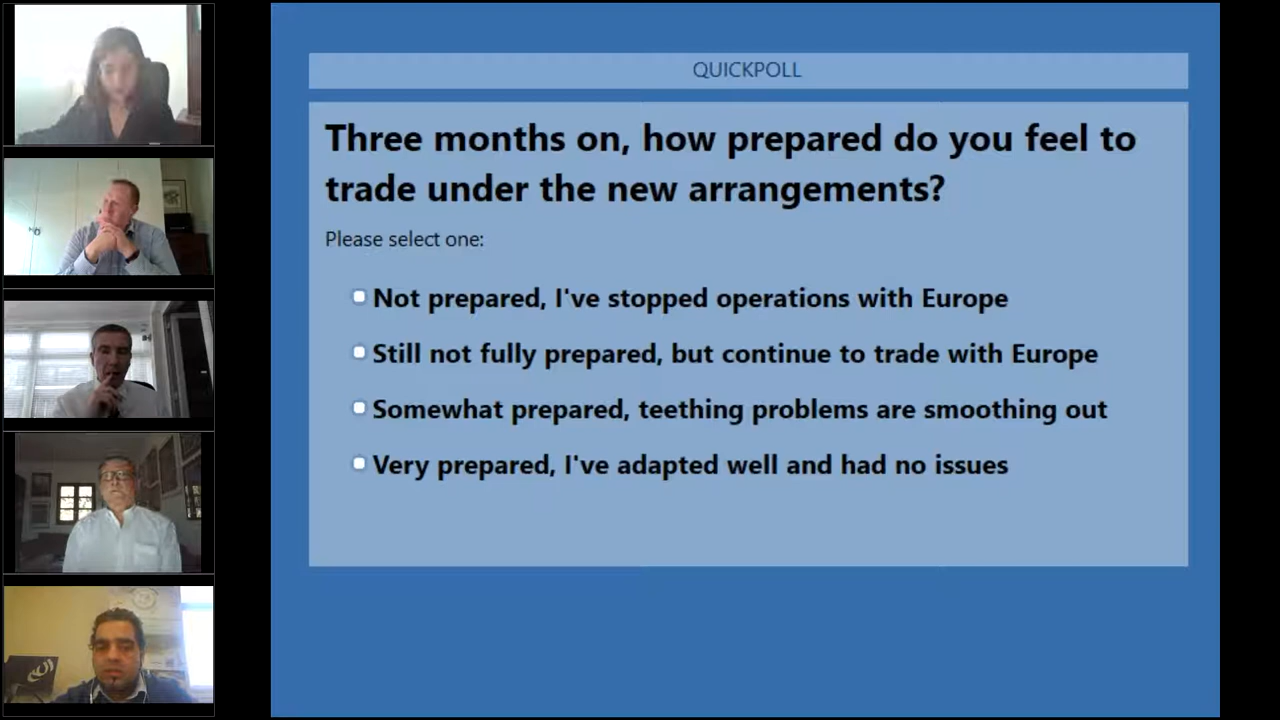 QUICKPOLL
Three months on, how prepared do you feel to
trade under the new arrangements?
Please select one:
Not prepared, I've stopped operations with Europe
Still not fully prepared, but continue to trade with Europe
Somewhat prepared, teething problems are smoothing out
Very prepared, I've adapted well and had no issues